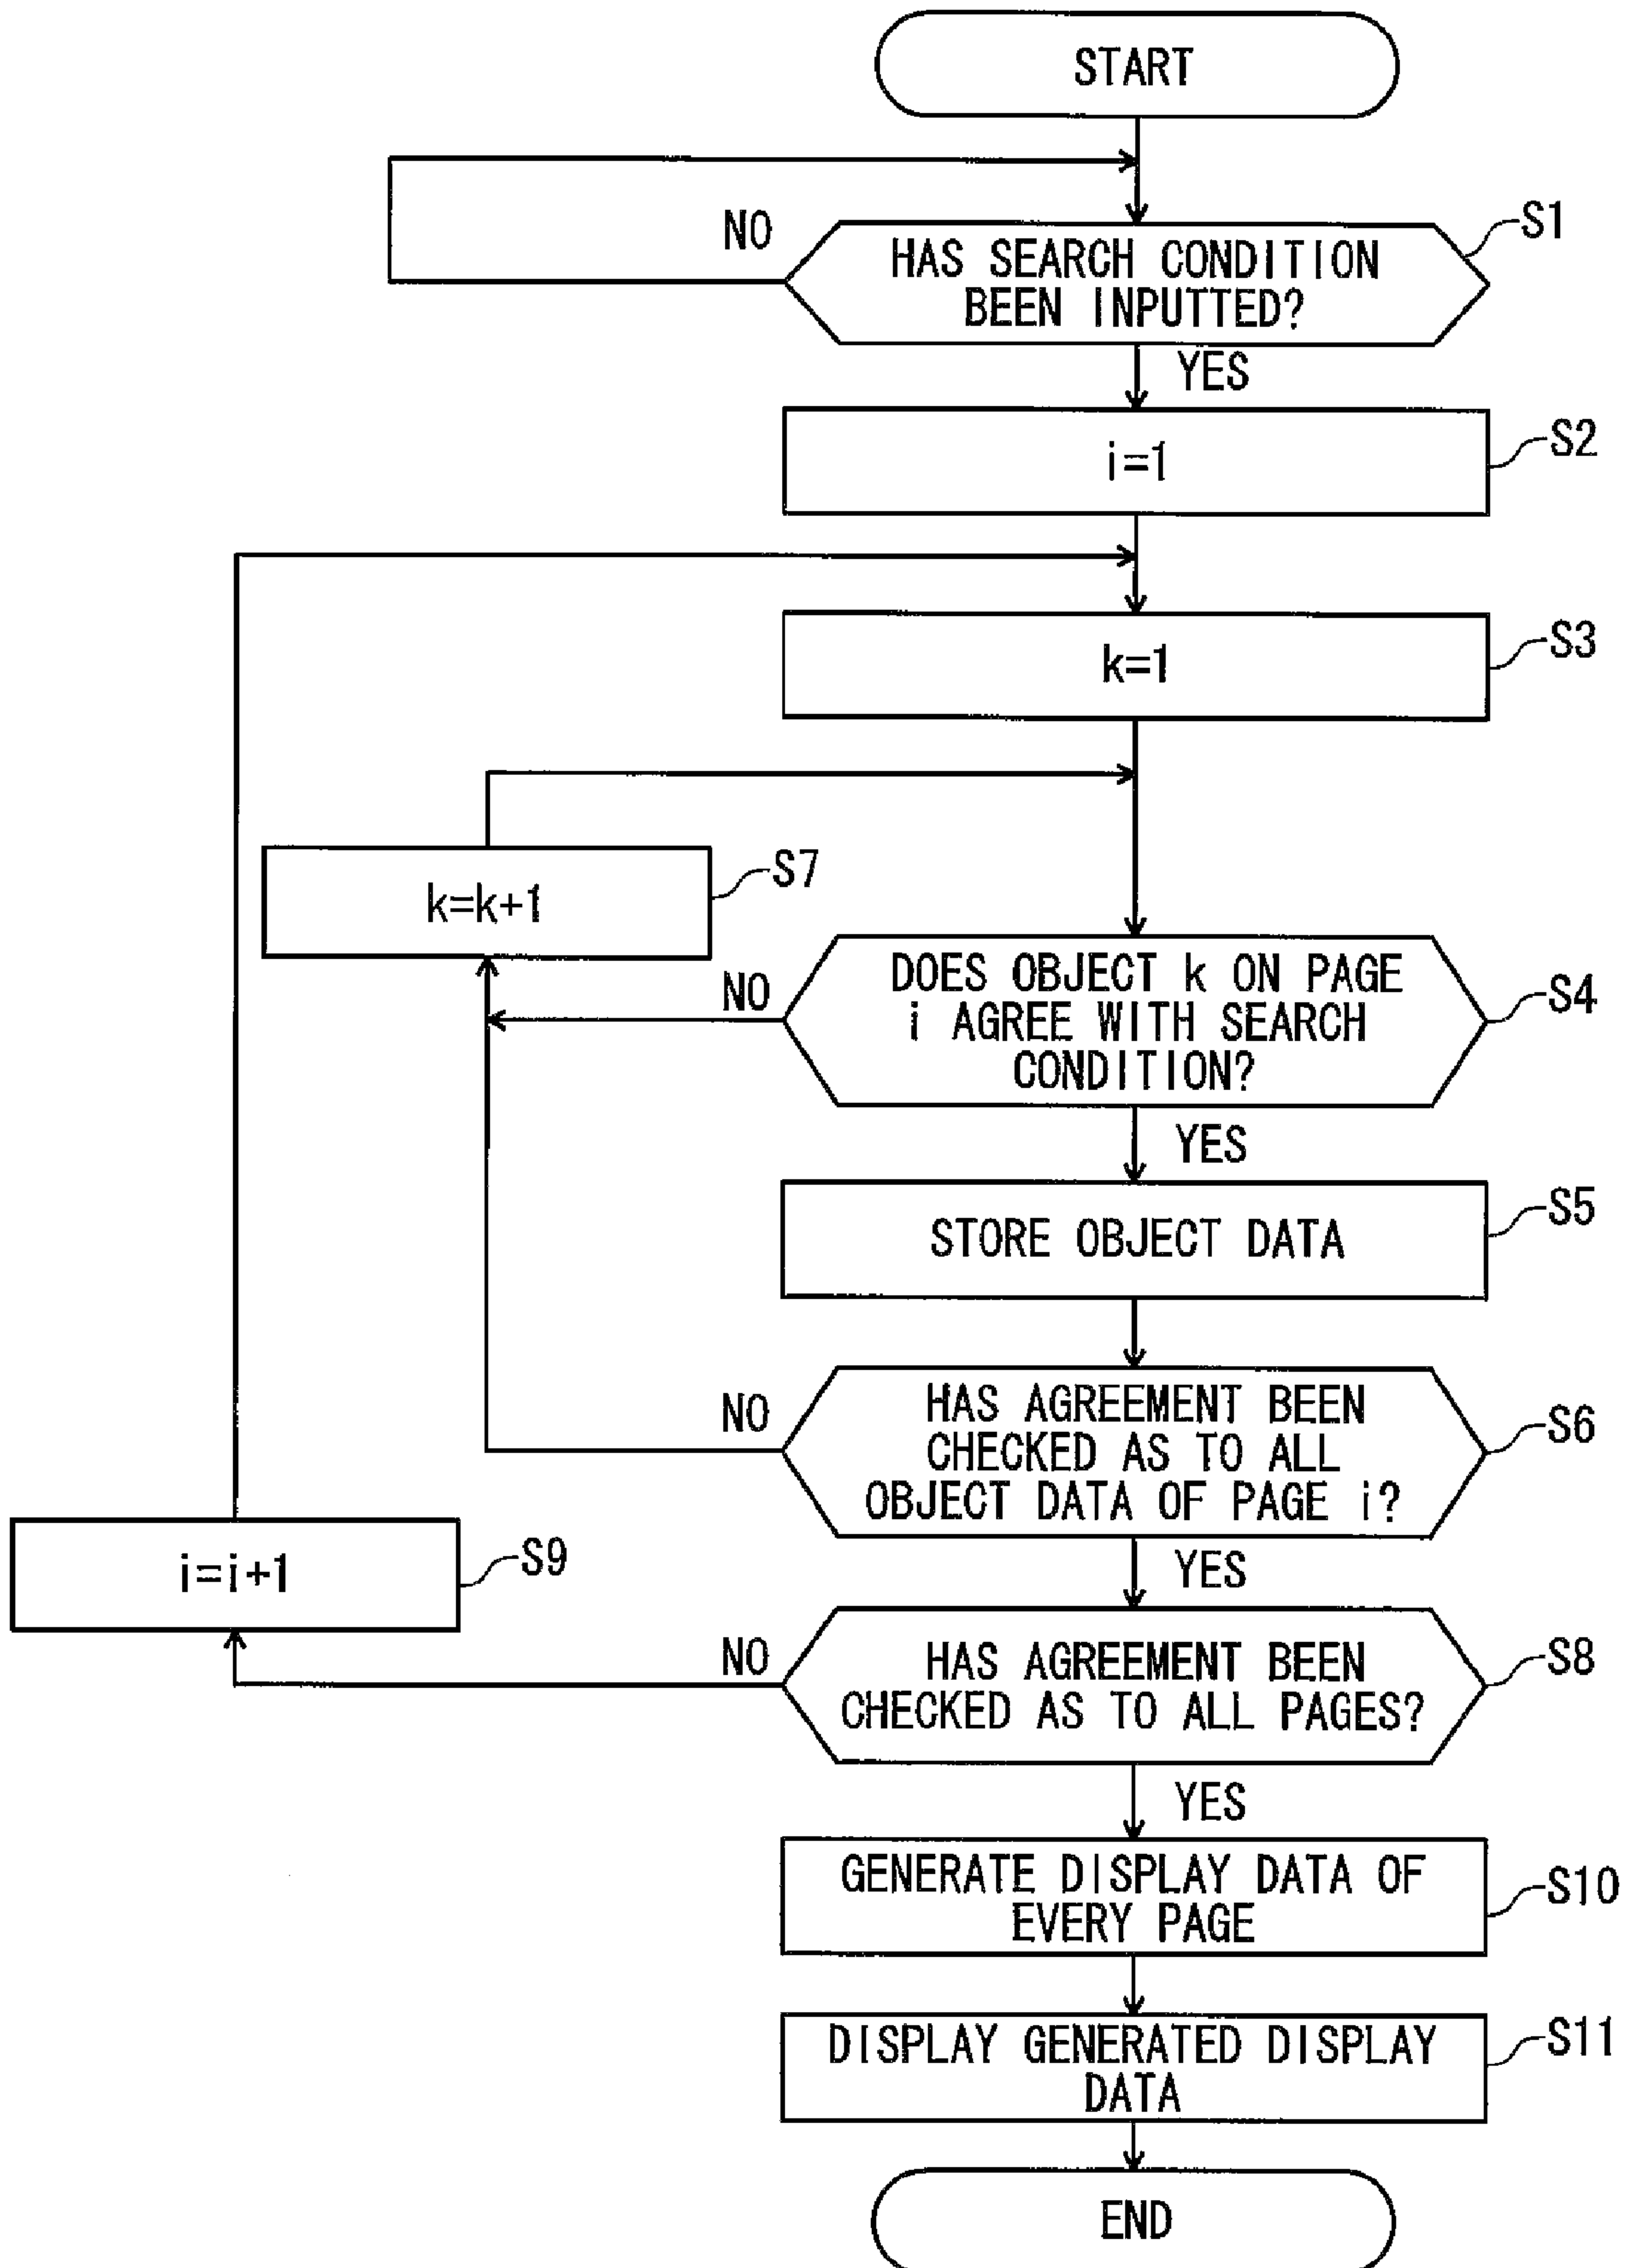 START
NO
HAS SEARCH CONDITION
BEEN INPUTTED?
S1
YES
i=1
S2
k=1
S3
k=k+1
S7
NO
DOES OBJECT k ON PAGE
i AGREE WITH SEARCH
CONDITION?
S4
YES
STORE OBJECT DATA
S5
NO
HAS AGREEMENT BEEN
CHECKED AS TO ALL
OBJECT DATA OF PAGE i?
S6
YES
i=i+1
S9
NO
HAS AGREEMENT BEEN
CHECKED AS TO ALL PAGES?
S8
YES
GENERATE DISPLAY DATA OF
EVERY PAGE
S10
DISPLAY GENERATED DISPLAY
DATA
S11
END